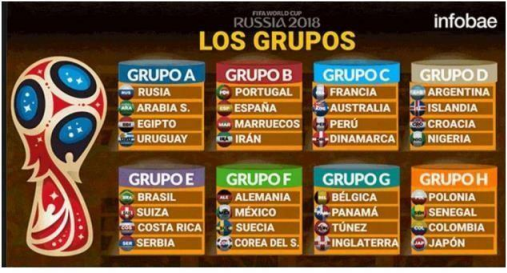 FIFA WORLD CUP
RUSSIA 2018
infobae
LOS GRUPOS
GRUPO A
RUSIA
ARABIA S.
EGIPTO
URUGUAY
GRUPO B
PORTUGAL
ESPAÑA
MARRUECOS
IRÁN
GRUPO C
FRANCIA
AUSTRALIA
PERÚ
DINAMARCA
GRUPO D
ARGENTINA
ISLANDIA
CROACIA
NIGERIA
GRUPO E
BRASIL
SUIZA
COSTA RICA
SERBIA
GRUPO F
ALEMANIA
MÉXICO
SUECIA
COREA DEL S.
GRUPO G
BÉLGICA
PANAMÁ
TÚNEZ
INGLATERRA
GRUPO H
POLONIA
SENEGAL
COLOMBIA
JAPÓN